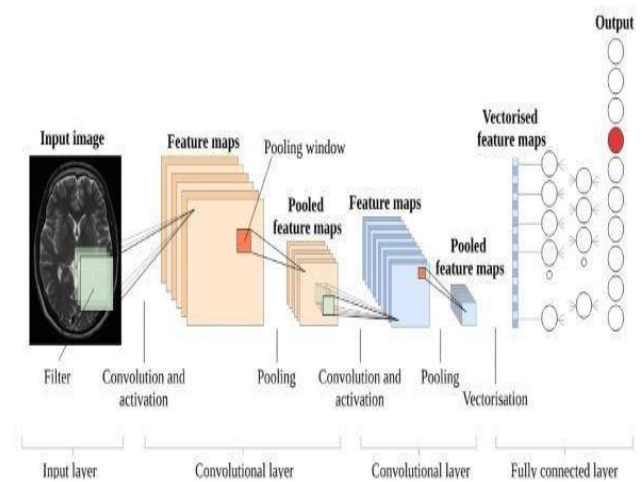 Output
Vectorised
feature maps
Input image
Feature maps
Pooling window
Pooled
feature maps
Feature maps
Pooled
feature maps
Filter
Convolution and
activation
Pooling
Convolution and
activation
Pooling
Vectorisation
Input layer
Convolutional layer
Convolutional layer
Fully connected layer